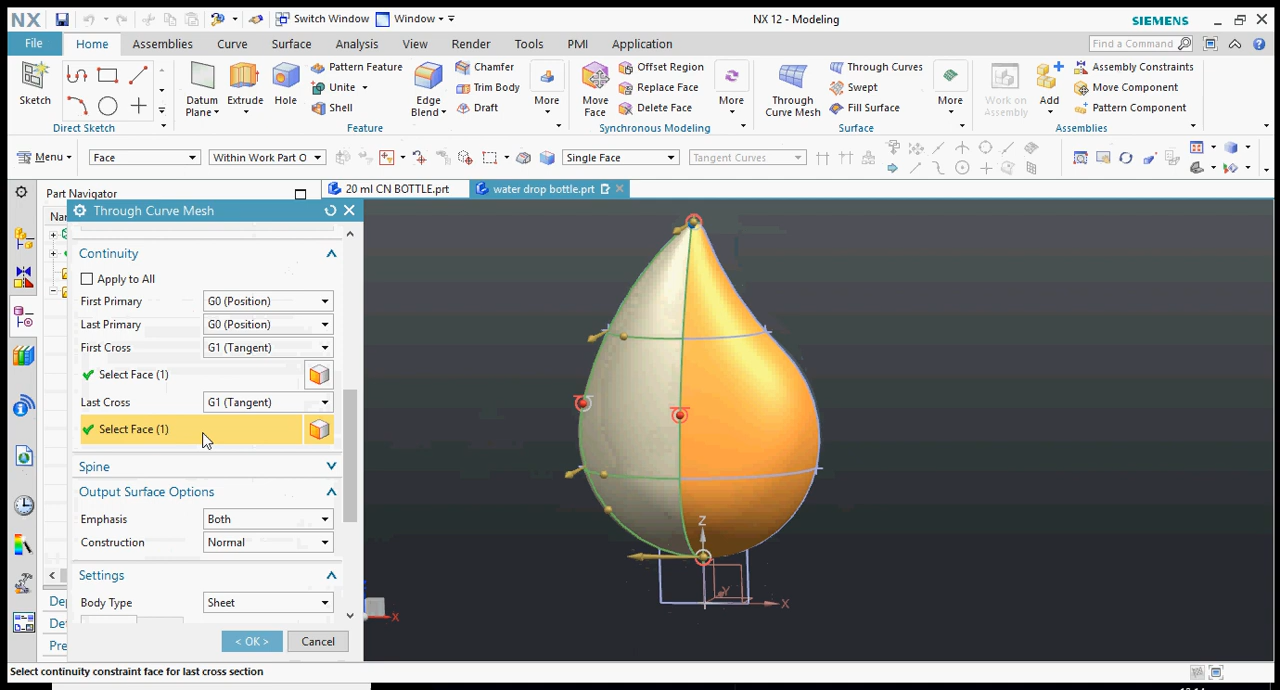 NX
Switch Window
Window
NX 12 - Modeling
SIEMENS
File
Home
Assemblies
Curve
Surface
Analysis
View
Render
Tools
PMI
Application
Find a Command
Sketch
Direct Sketch
Datum Plane
Extrude
Hole
Pattern Feature
Unite
Shell
Edge Blend
Chamfer
Trim Body
Draft
More
Feature
Move Face
Offset Region
Replace Face
Delete Face
More
Synchronous Modeling
Through Curve Mesh
Through Curves
Swept
Fill Surface
More
Surface
Work on Assembly
Add
Assembly Constraints
Move Component
Pattern Component
Assemblies
Menu
Face
Within Work Part O
Single Face
Tangent Curves
Part Navigator
20 ml CN BOTTLE.prt
water drop bottle.prt
Through Curve Mesh
Continuity
Apply to All
First Primary
G0 (Position)
Last Primary
G0 (Position)
First Cross
G1 (Tangent)
Select Face (1)
Last Cross
G1 (Tangent)
Select Face (1)
Spine
Output Surface Options
Emphasis
Both
Construction
Normal
Settings
Body Type
Sheet
< OK >
Cancel
Z
Y
X
X
Select continuity constraint face for last cross section